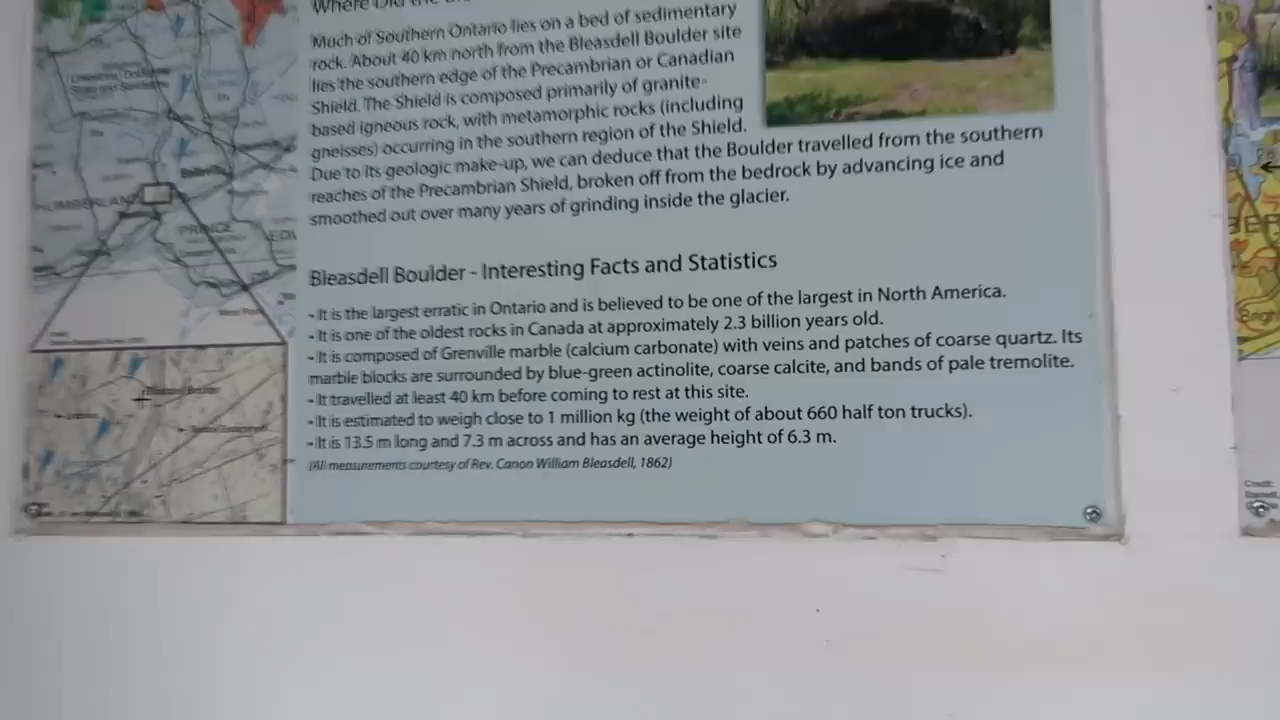 Where Did the
Much of Southern Ontario lies on a bed of sedimentary
rock. About 40 km north from the Bleasdell Boulder site
lies the southern edge of the Precambrian or Canadian
Shield. The Shield is composed primarily of granite-
based igneous rock, with metamorphic rocks (including
gneisses) occurring in the southern region of the Shield.
Due to its geologic make-up, we can deduce that the Boulder travelled from the southern
reaches of the Precambrian Shield, broken off from the bedrock by advancing ice and
smoothed out over many years of grinding inside the glacier.
Bleasdell Boulder - Interesting Facts and Statistics
- It is the largest erratic in Ontario and is believed to be one of the largest in North America.
- It is one of the oldest rocks in Canada at approximately 2.3 billion years old.
- It is composed of Grenville marble (calcium carbonate) with veins and patches of coarse quartz. Its
marble blocks are surrounded by blue-green actinolite, coarse calcite, and bands of pale tremolite.
- It travelled at least 40 km before coming to rest at this site.
- It is estimated to weigh close to 1 million kg (the weight of about 660 half ton trucks).
- It is 13.5 m long and 7.3 m across and has an average height of 6.3 m.
(All measurements courtesy of Rev. Canon William Bleasdell, 1862)
PRINCE
Credit: